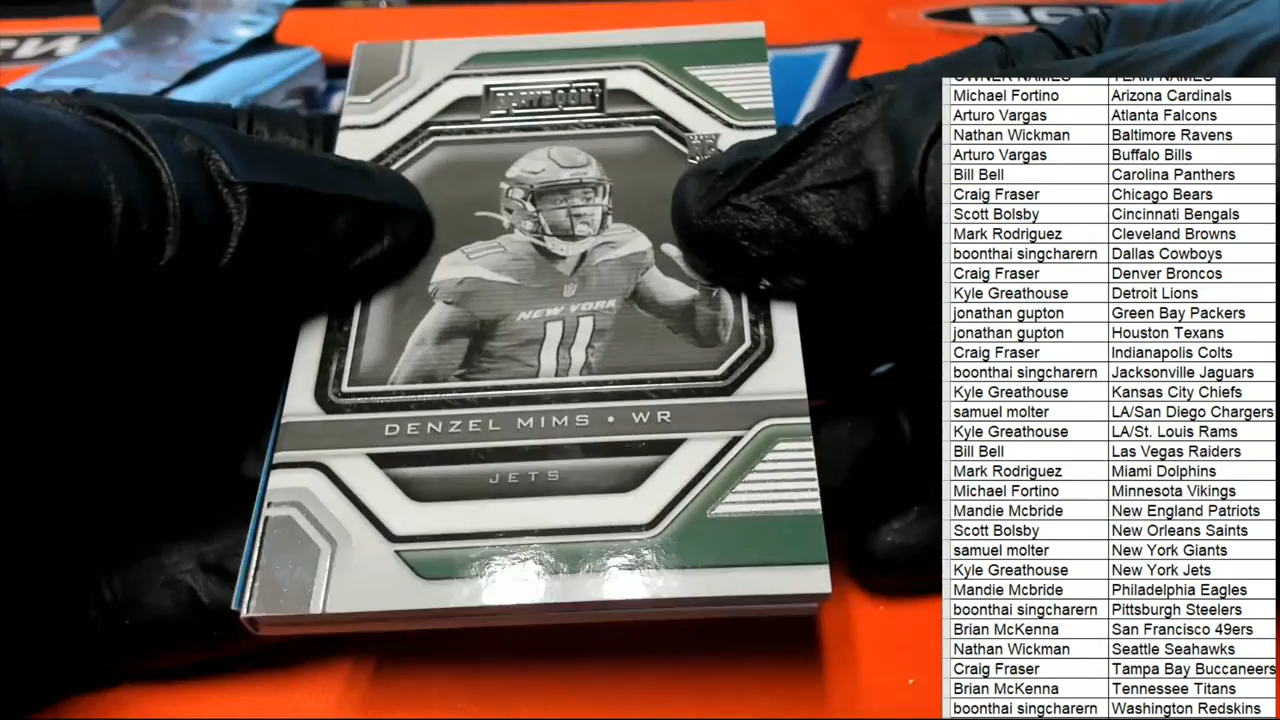 PLAYBOOK
RC
11
NEW YORK
11
DENZEL MIMS • WR
JETS
OWNER NAMES TEAM NAMES
Michael Fortino Arizona Cardinals
Arturo Vargas Atlanta Falcons
Nathan Wickman Baltimore Ravens
Arturo Vargas Buffalo Bills
Bill Bell Carolina Panthers
Craig Fraser Chicago Bears
Scott Bolsby Cincinnati Bengals
Mark Rodriguez Cleveland Browns
boonthai singcharern Dallas Cowboys
Craig Fraser Denver Broncos
Kyle Greathouse Detroit Lions
jonathan gupton Green Bay Packers
jonathan gupton Houston Texans
Craig Fraser Indianapolis Colts
boonthai singcharern Jacksonville Jaguars
Kyle Greathouse Kansas City Chiefs
samuel molter LA/San Diego Chargers
Kyle Greathouse LA/St. Louis Rams
Bill Bell Las Vegas Raiders
Mark Rodriguez Miami Dolphins
Michael Fortino Minnesota Vikings
Mandie Mcbride New England Patriots
Scott Bolsby New Orleans Saints
samuel molter New York Giants
Kyle Greathouse New York Jets
Mandie Mcbride Philadelphia Eagles
boonthai singcharern Pittsburgh Steelers
Brian McKenna San Francisco 49ers
Nathan Wickman Seattle Seahawks
Craig Fraser Tampa Bay Buccaneers
Brian McKenna Tennessee Titans
boonthai singcharern Washington Redskins